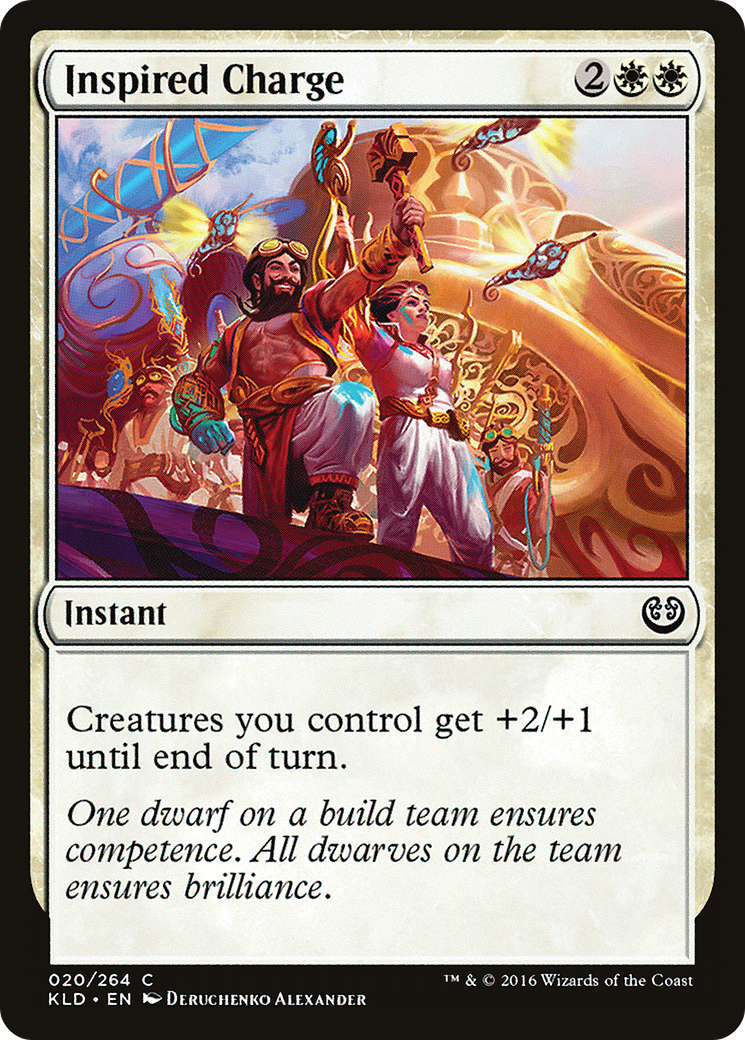 Inspired Charge 2
Instant
Creatures you control get +2/+1
until end of turn.
One dwarf on a build team ensures
competence. All dwarves on the team
ensures brilliance.
020/264 C
™ & © 2016 Wizards of the Coast
KLD • EN Deruchenko Alexander